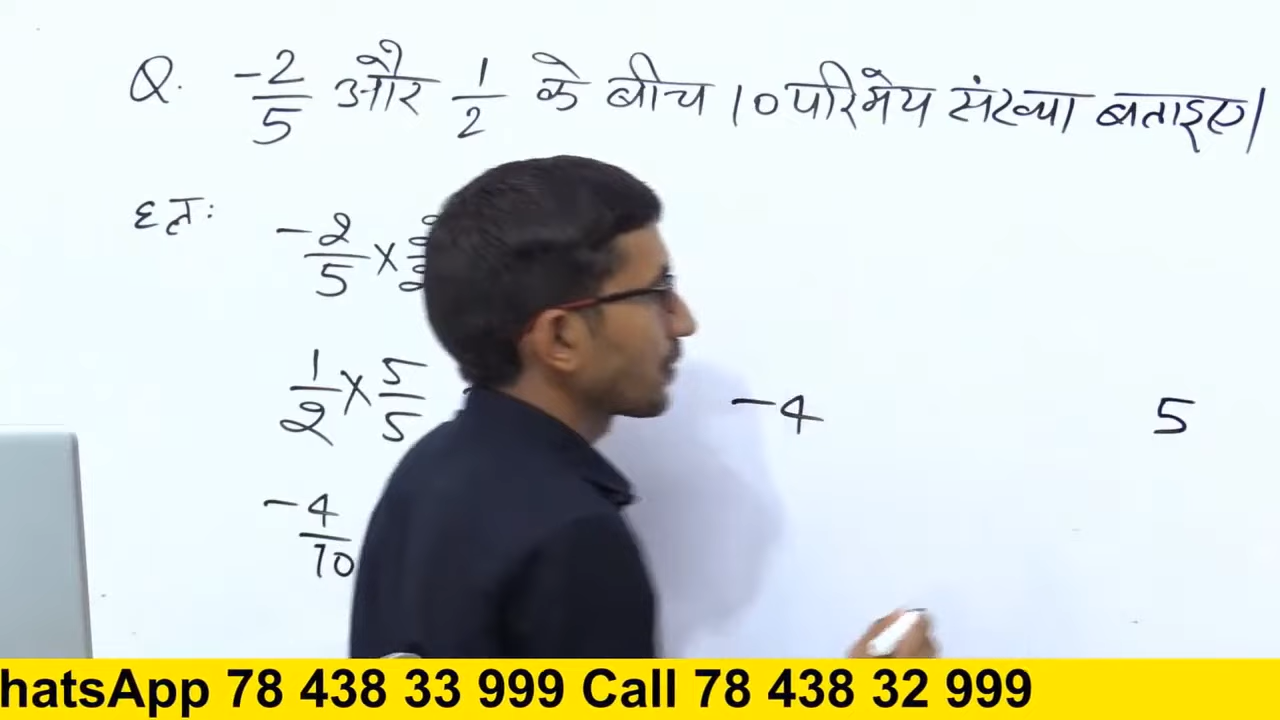 Q. -2/5 और 1/2 के बीच 10 परिमेय संख्या बताइए।
हल:
-2/5 ×
1/2 × 5/5
-4 5
-4/10
hatsApp 78 438 33 999 Call 78 438 32 999